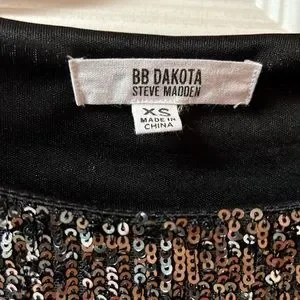 BB DAKOTA
STEVE MADDEN
XS
MADE IN
CHINA